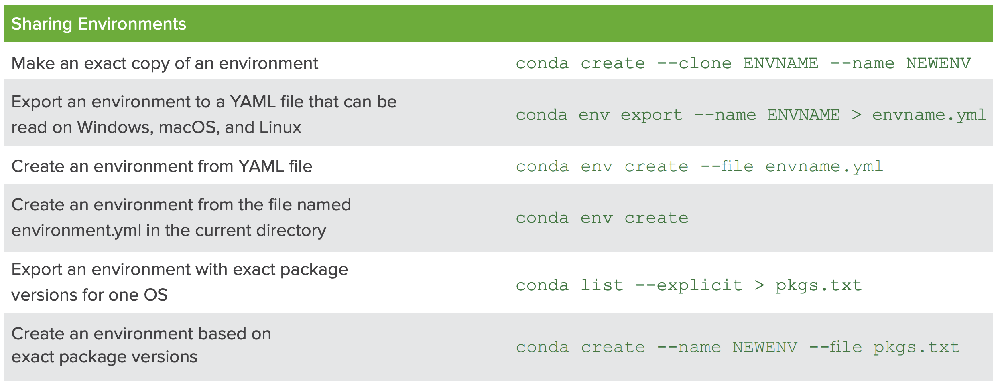 Sharing Environments
Make an exact copy of an environment
conda create --clone ENVNAME --name NEWENV
Export an environment to a YAML file that can be
read on Windows, macOS, and Linux
conda env export --name ENVNAME > envname.yml
Create an environment from YAML file
conda env create --file envname.yml
Create an environment from the file named
environment.yml in the current directory
conda env create
Export an environment with exact package
versions for one OS
conda list --explicit > pkgs.txt
Create an environment based on
exact package versions
conda create --name NEWENV --file pkgs.txt